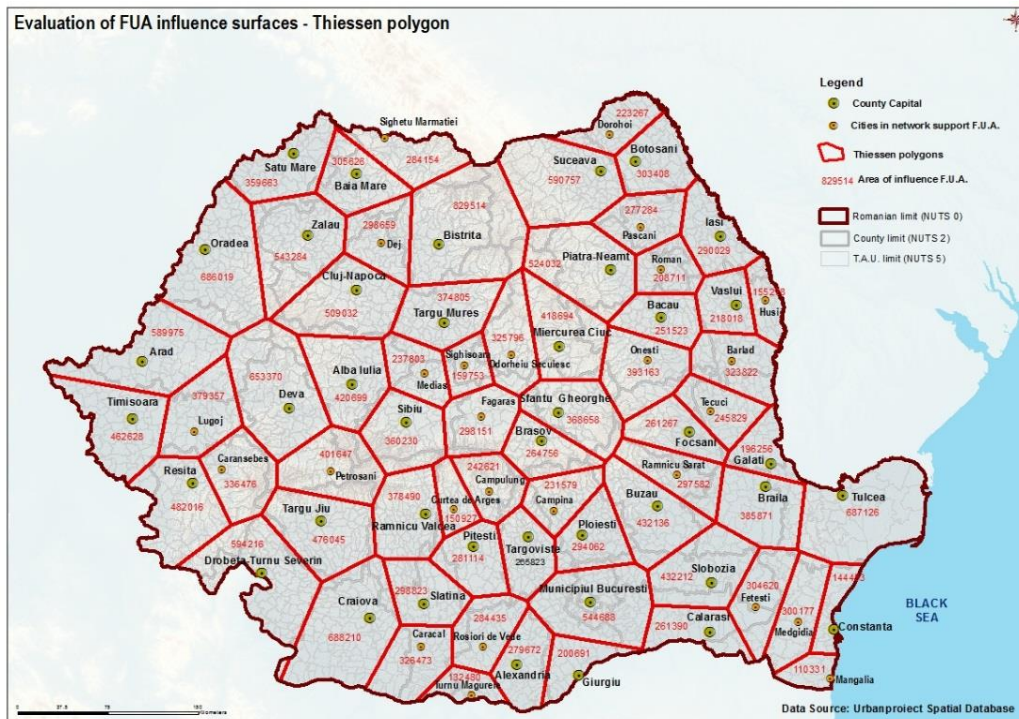 Evaluation of FUA influence surfaces - Thiessen polygon
Legend
County Capital
Cities in network support F.U.A.
Thiessen polygons
829514 Area of influence F.U.A.
Romanian limit (NUTS 0)
County limit (NUTS 2)
T.A.U. limit (NUTS 5)
Sighetu Marmatiei
284154
223267
Dorohoi
Botosani
303408
Satu Mare
359663
305626
Baia Mare
Suceava
590757
829514
Bistrita
277284
Pascani
Iasi
290029
Zalau
543284
298659
Dej
Oradea
686019
Cluj-Napoca
509032
524032
Piatra-Neamt
Roman
208711
Vaslui
218018
Husi
Bacau
251523
374805
Targu Mures
418694
Miercurea Ciuc
325796
Odorheiu Secuiesc
589975
Arad
653370
Deva
Alba Iulia
420699
237803
Medias
Sighisoara
159753
Onesti
393163
Barlad
323822
379357
Lugoj
Timisoara
462628
Sibiu
360230
Fagaras
298151
Sfantu Gheorghe
368658
Brasov
264756
Tecuci
245829
261267
Focsani
196256
Galati
Resita
482016
Caransebes
336476
401647
Petrosani
242621
Campulung
231579
Campina
Ramnicu Sarat
297582
Braila
385871
Tulcea
687126
378490
Ramnicu Valcea
Curtea de Arges
150927
Buzau
432136
Targu Jiu
476045
594216
Drobeta-Turnu Severin
Pitesti
281114
Targoviste
Ploiesti
294062
Slobozia
432212
304620
Fetesti
300177
Medgidia
Constanta
BLACK
SEA
Craiova
688210
298823
Slatina
Municipiul Bucuresti
544688
261390
Calarasi
284435
Rosiori de Vede
Caracal
326473
279672
Alexandria
200691
Giurgiu
110331
Mangalia
132480
Data Source: Urbanproiect Spatial Database